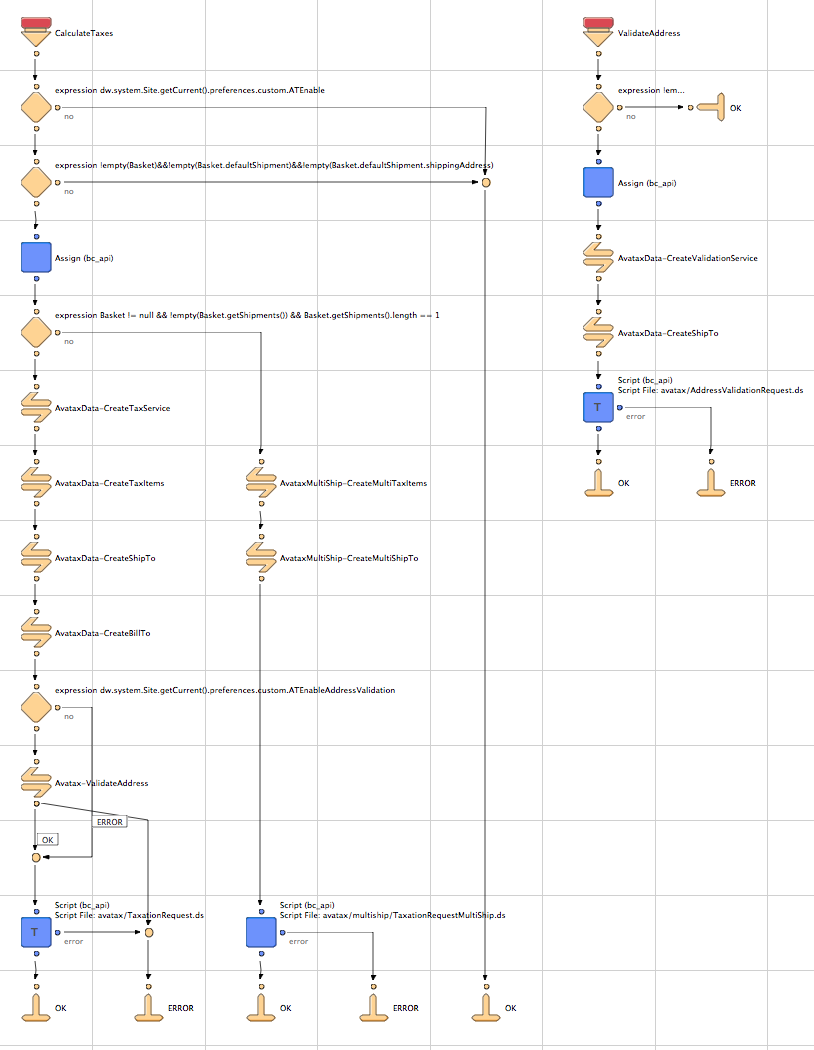 CalculateTaxes
ValidateAddress
expression dw.system.Site.getCurrent().preferences.custom.ATEnable
no
expression !em...
no
OK
expression !empty(Basket)&&!empty(Basket.defaultShipment)&&!empty(Basket.defaultShipment.shippingAddress)
no
Assign (bc_api)
Assign (bc_api)
AvataxData-CreateValidationService
expression Basket != null && !empty(Basket.getShipments()) && Basket.getShipments().length == 1
no
AvataxData-CreateShipTo
AvataxData-CreateTaxService
Script (bc_api)
Script File: avatax/AddressValidationRequest.ds
T
error
AvataxData-CreateTaxItems
AvataxMultiShip-CreateMultiTaxItems
OK
ERROR
AvataxData-CreateShipTo
AvataxMultiShip-CreateMultiShipTo
AvataxData-CreateBillTo
expression dw.system.Site.getCurrent().preferences.custom.ATEnableAddressValidation
no
Avatax-ValidateAddress
ERROR
OK
Script (bc_api)
Script File: avatax/TaxationRequest.ds
T
error
Script (bc_api)
Script File: avatax/multiship/TaxationRequestMultiShip.ds
error
OK
ERROR
OK
ERROR
OK